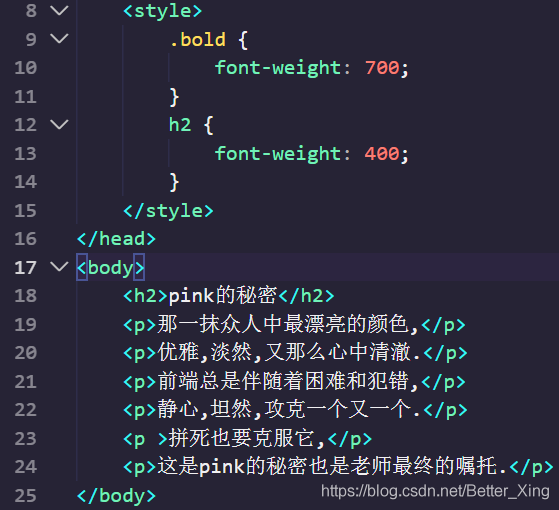 8 <style>
9 .bold {
10 font-weight: 700;
11 }
12 h2 {
13 font-weight: 400;
14 }
15 </style>
16 </head>
17 <body>
18 <h2>pink的秘密</h2>
19 <p>那一抹众人中最漂亮的颜色,</p>
20 <p>优雅,淡然,又那么心中清澈.</p>
21 <p>前端总是伴随着困难和犯错,</p>
22 <p>静心,坦然,攻克一个又一个.</p>
23 <p >拼死也要克服它,</p>
24 <p>这是pink的秘密也是老师最终的嘱托.</p>
25 </body>
https://blog.csdn.net/Better_Xing